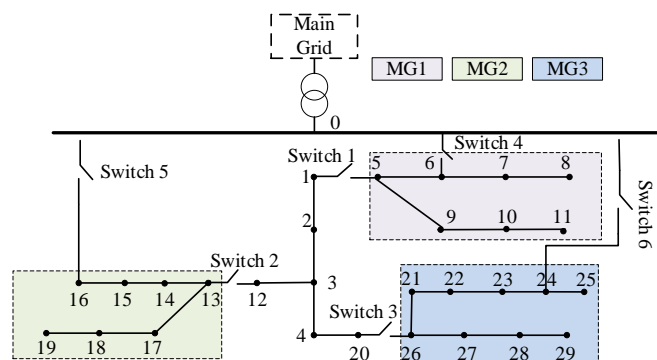 Main
Grid
MG1 MG2 MG3
0
Switch 1
Switch 4
Switch 5
Switch 6
1 5 6 7 8
2 9 10 11
Switch 2
16 15 14 13 12 3
21 22 23 24 25
Switch 3
19 18 17
4 20 26 27 28 29